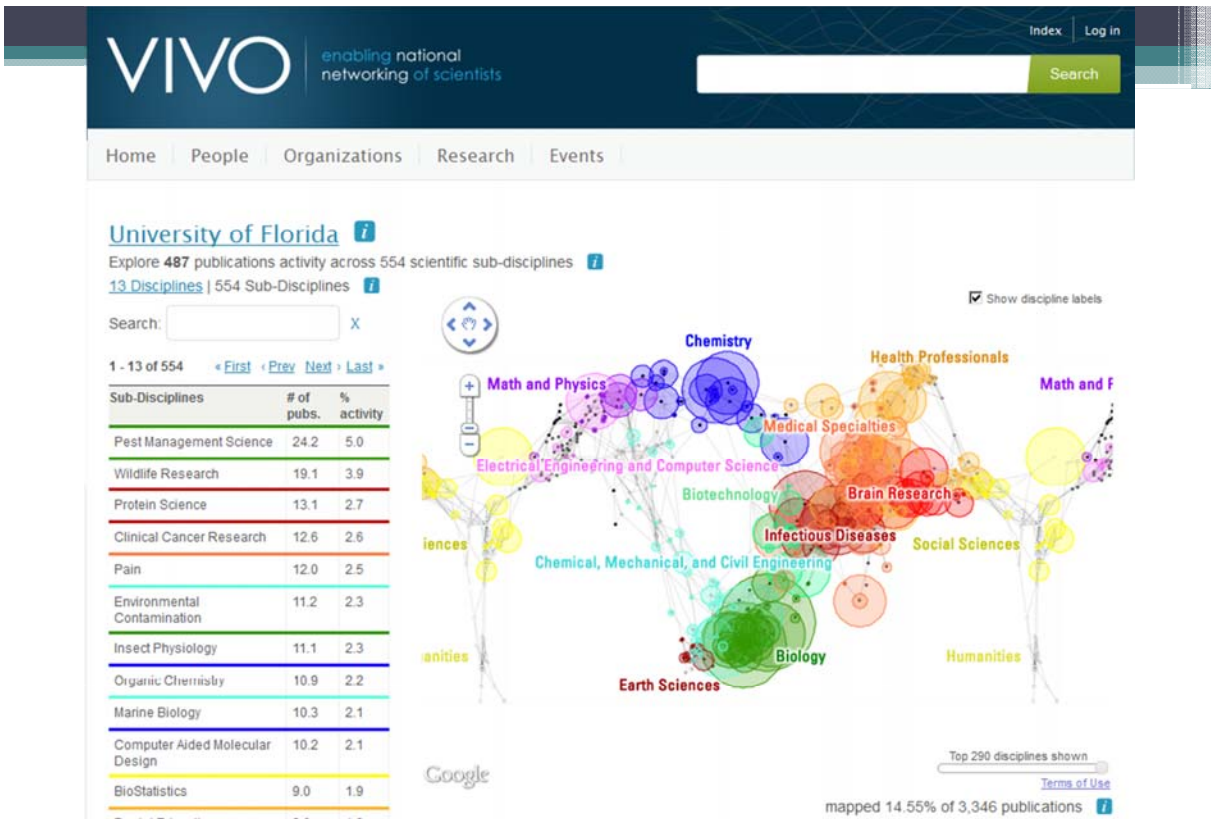 VIVO
enabling national
networking of scientists
Index Log in
Search
Home People Organizations Research Events
University of Florida i
Explore 487 publications activity across 554 scientific sub-disciplines i
13 Disciplines | 554 Sub-Disciplines i
Search: X
1 - 13 of 554 « First ‹ Prev Next › Last »
Sub-Disciplines # of pubs. % activity
Pest Management Science 24.2 5.0
Wildlife Research 19.1 3.9
Protein Science 13.1 2.7
Clinical Cancer Research 12.6 2.6
Pain 12.0 2.5
Environmental
Contamination 11.2 2.3
Insect Physiology 11.1 2.3
Organic Chemistry 10.9 2.2
Marine Biology 10.3 2.1
Computer Aided Molecular
Design 10.2 2.1
BioStatistics 9.0 1.9
Show discipline labels
Chemistry
Health Professionals
Math and Physics
Math and F
Medical Specialties
Electrical Engineering and Computer Science
Biotechnology
Brain Research
Infectious Diseases
iences
Social Sciences
Chemical, Mechanical, and Civil Engineering
anities
Biology
Humanities
Earth Sciences
Google
Top 290 disciplines shown
Terms of Use
mapped 14.55% of 3,346 publications i